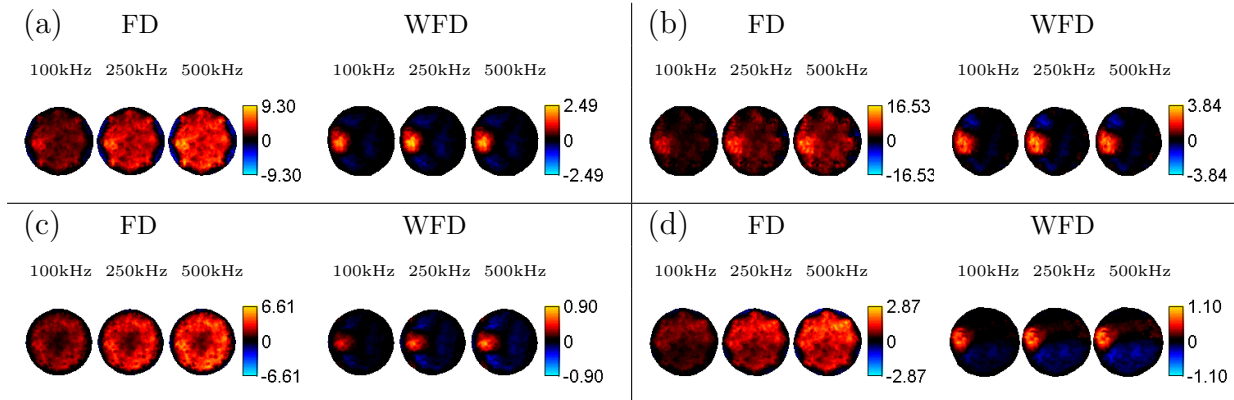 (a) FD WFD
100kHz 250kHz 500kHz 100kHz 250kHz 500kHz
9.30 2.49
0 0
-9.30 -2.49
(b) FD WFD
100kHz 250kHz 500kHz 100kHz 250kHz 500kHz
16.53 3.84
0 0
-16.53 -3.84
(c) FD WFD
100kHz 250kHz 500kHz 100kHz 250kHz 500kHz
6.61 0.90
0 0
-6.61 -0.90
(d) FD WFD
100kHz 250kHz 500kHz 100kHz 250kHz 500kHz
2.87 1.10
0 0
-2.87 -1.10